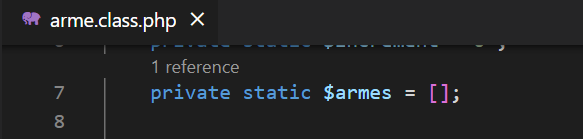 arme.class.php ×
1 reference
7 private static $armes = [];
8